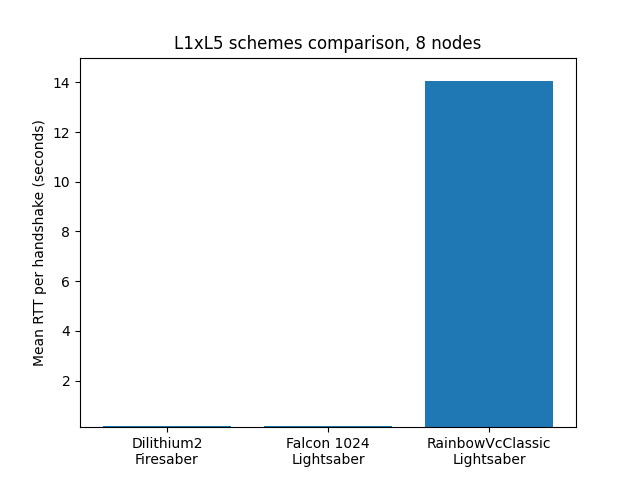 L1xL5 schemes comparison, 8 nodes
Mean RTT per handshake (seconds)
14
12
10
8
6
4
2
Dilithium2
Firesaber
Falcon 1024
Lightsaber
RainbowVcClassic
Lightsaber